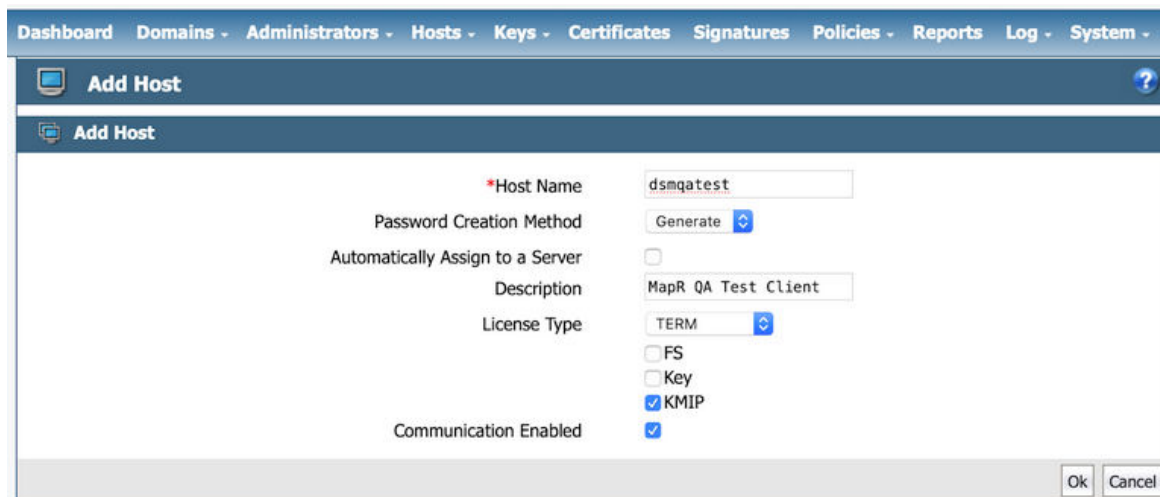 Dashboard Domains Administrators Hosts Keys Certificates Signatures Policies Reports Log System
Add Host
Add Host
*Host Name dsmqatest
Password Creation Method Generate
Automatically Assign to a Server
Description MapR QA Test Client
License Type TERM
FS
Key
KMIP
Communication Enabled
Ok Cancel